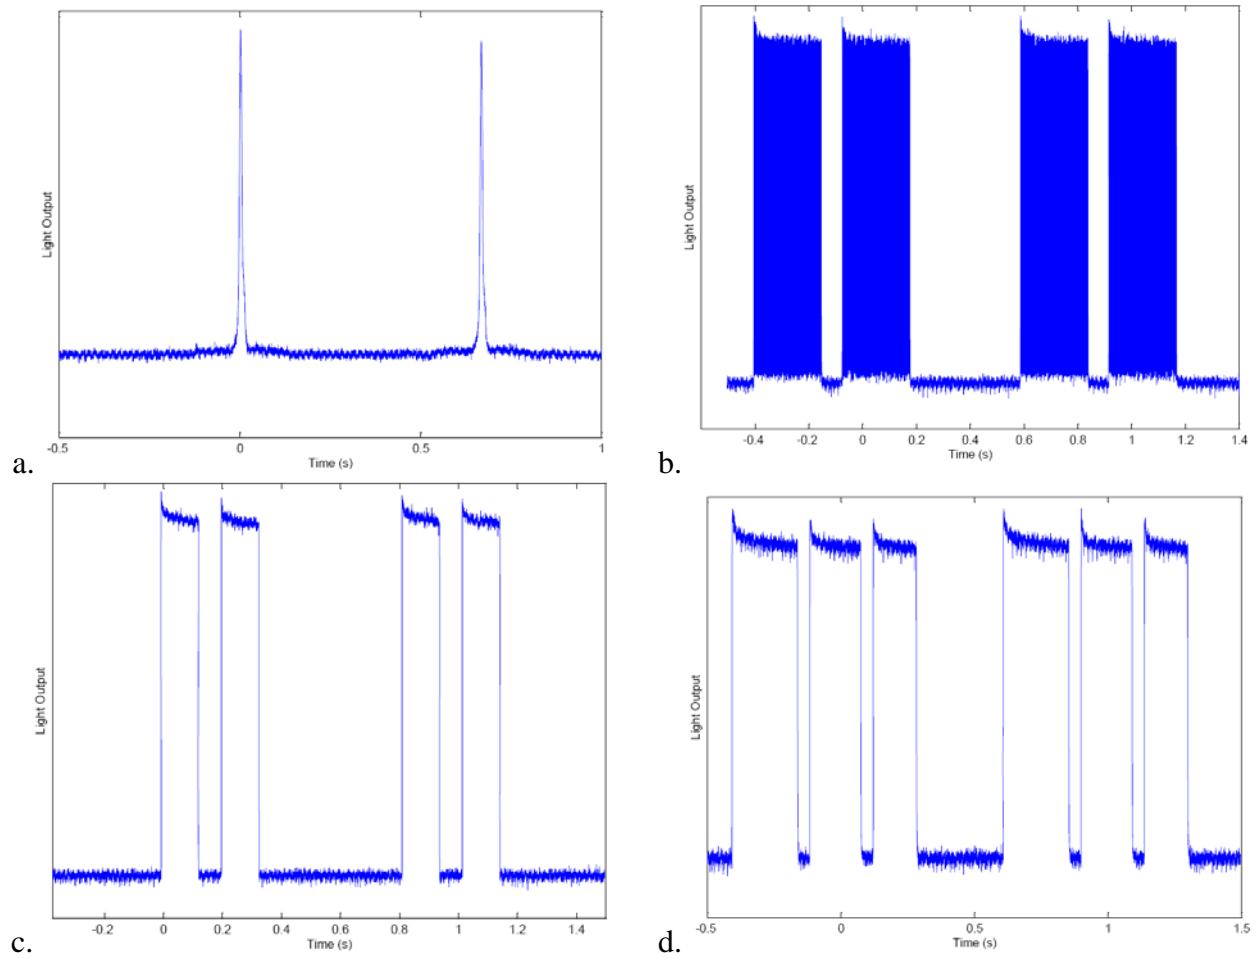 Light Output
-0.5 0 0.5 1
Time (s)
a.
Light Output
-0.4 -0.2 0 0.2 0.4 0.6 0.8 1 1.2 1.4
Time (s)
b.
Light Output
-0.2 0 0.2 0.4 0.6 0.8 1 1.2 1.4
Time (s)
c.
Light Output
-0.5 0 0.5 1 1.5
Time (s)
d.